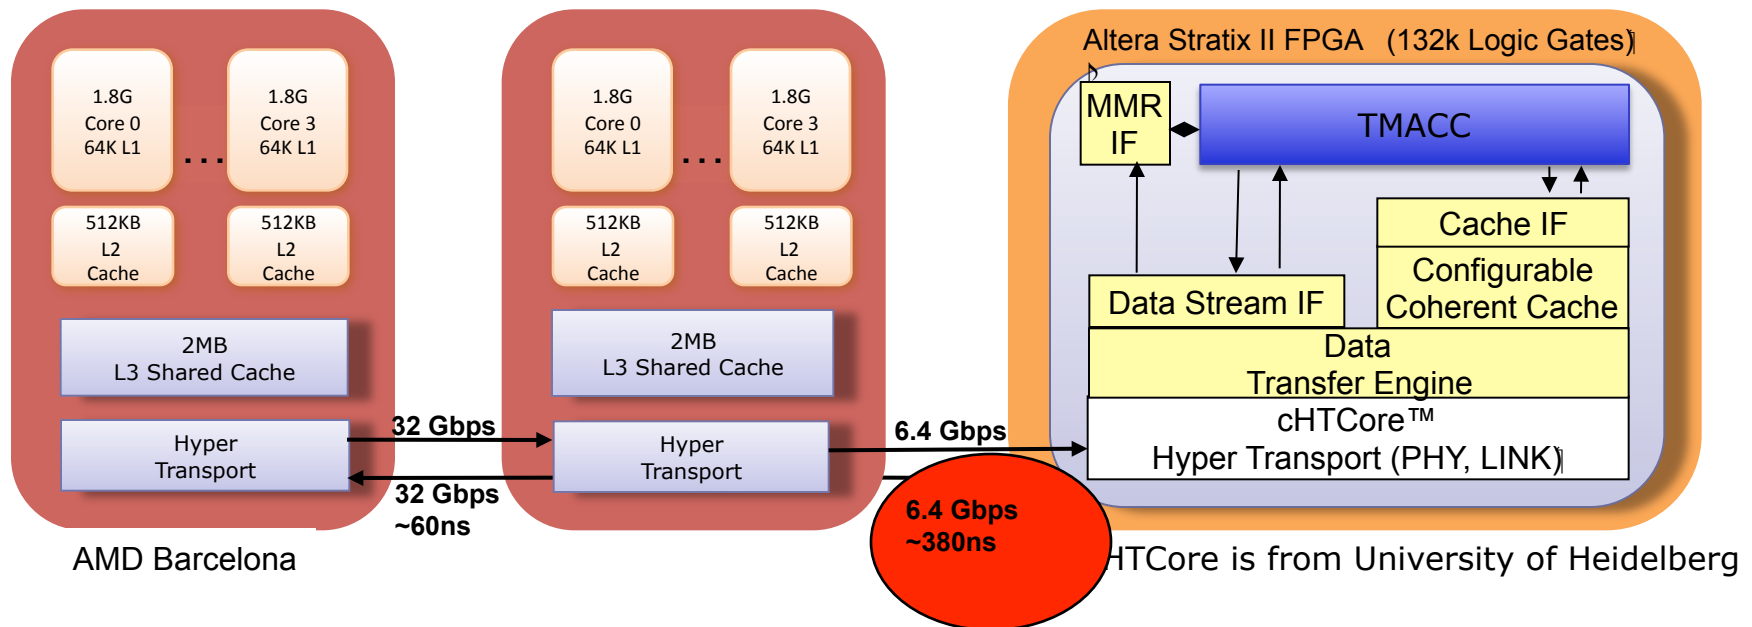 1.8G
Core 0
64K L1
...
1.8G
Core 3
64K L1
512KB
L2
Cache
512KB
L2
Cache
2MB
L3 Shared Cache
Hyper
Transport
AMD Barcelona
32 Gbps
32 Gbps
~60ns
1.8G
Core 0
64K L1
...
1.8G
Core 3
64K L1
512KB
L2
Cache
512KB
L2
Cache
2MB
L3 Shared Cache
Hyper
Transport
6.4 Gbps
6.4 Gbps
~380ns
Altera Stratix II FPGA (132k Logic Gates)
MMR
IF
TMACC
Cache IF
Configurable
Coherent Cache
Data Stream IF
Data
Transfer Engine
cHTCore™
Hyper Transport (PHY, LINK)
HTCore is from University of Heidelberg